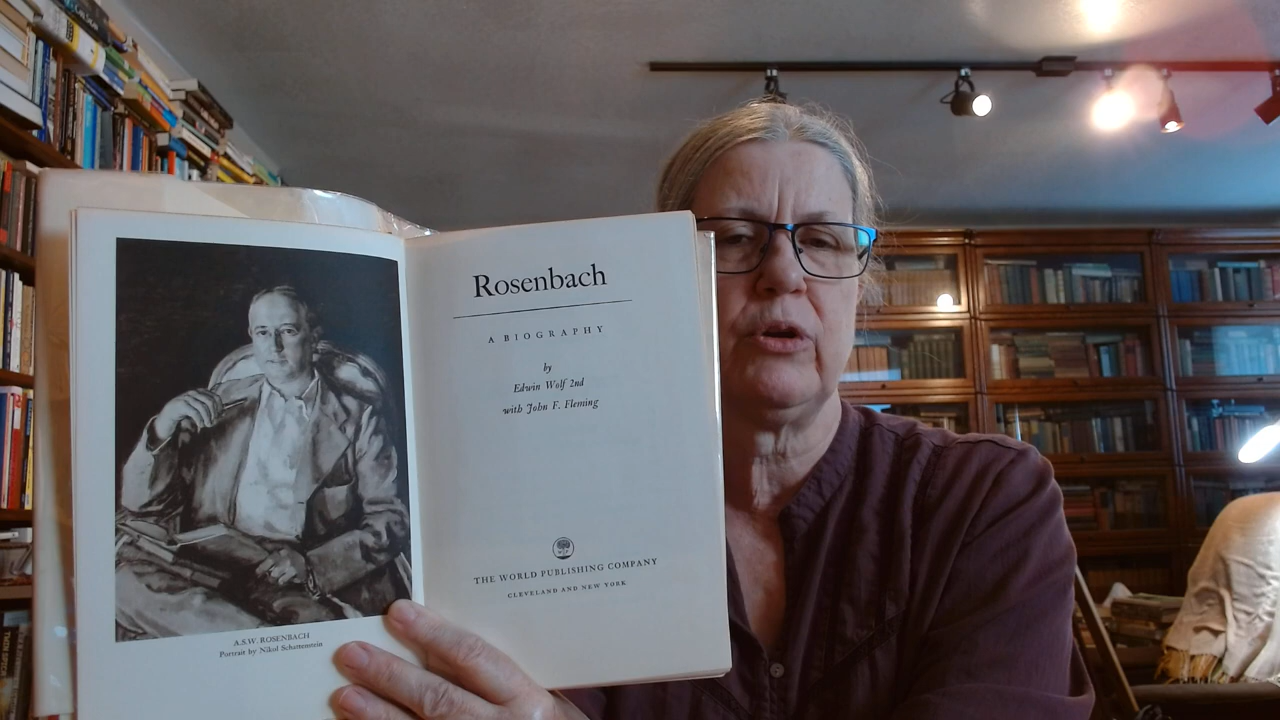 A.S.W. ROSENBACH
Portrait by Nikol Schattenstein
Rosenbach
A BIOGRAPHY
by
Edwin Wolf 2nd
with John F. Fleming
THE WORLD PUBLISHING COMPANY
CLEVELAND AND NEW YORK